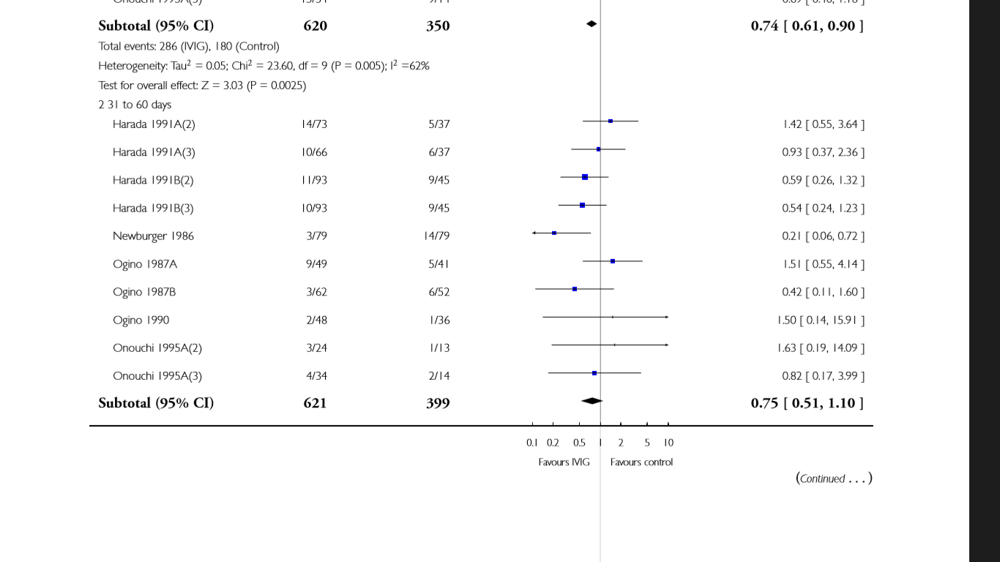 Subtotal (95% CI) 620 350 0.74 [ 0.61, 0.90 ]
Total events: 286 (IVIG), 180 (Control)
Heterogeneity: Tau² = 0.05; Chi² = 23.60, df = 9 (P = 0.005); I² =62%
Test for overall effect: Z = 3.03 (P = 0.0025)
2 31 to 60 days
Harada 1991A(2) 14/73 5/37 1.42 [ 0.55, 3.64 ]
Harada 1991A(3) 10/66 6/37 0.93 [ 0.37, 2.36 ]
Harada 1991B(2) 11/93 9/45 0.59 [ 0.26, 1.32 ]
Harada 1991B(3) 10/93 9/45 0.54 [ 0.24, 1.23 ]
Newburger 1986 3/79 14/79 0.21 [ 0.06, 0.72 ]
Ogino 1987A 9/49 5/41 1.51 [ 0.55, 4.14 ]
Ogino 1987B 3/62 6/52 0.42 [ 0.11, 1.60 ]
Ogino 1990 2/48 1/36 1.50 [ 0.14, 15.91 ]
Onouchi 1995A(2) 3/24 1/13 1.63 [ 0.19, 14.09 ]
Onouchi 1995A(3) 4/34 2/14 0.82 [ 0.17, 3.99 ]
Subtotal (95% CI) 621 399 0.75 [ 0.51, 1.10 ]
0.1 0.2 0.5 1 2 5 10
Favours IVIG Favours control
(Continued . . . )